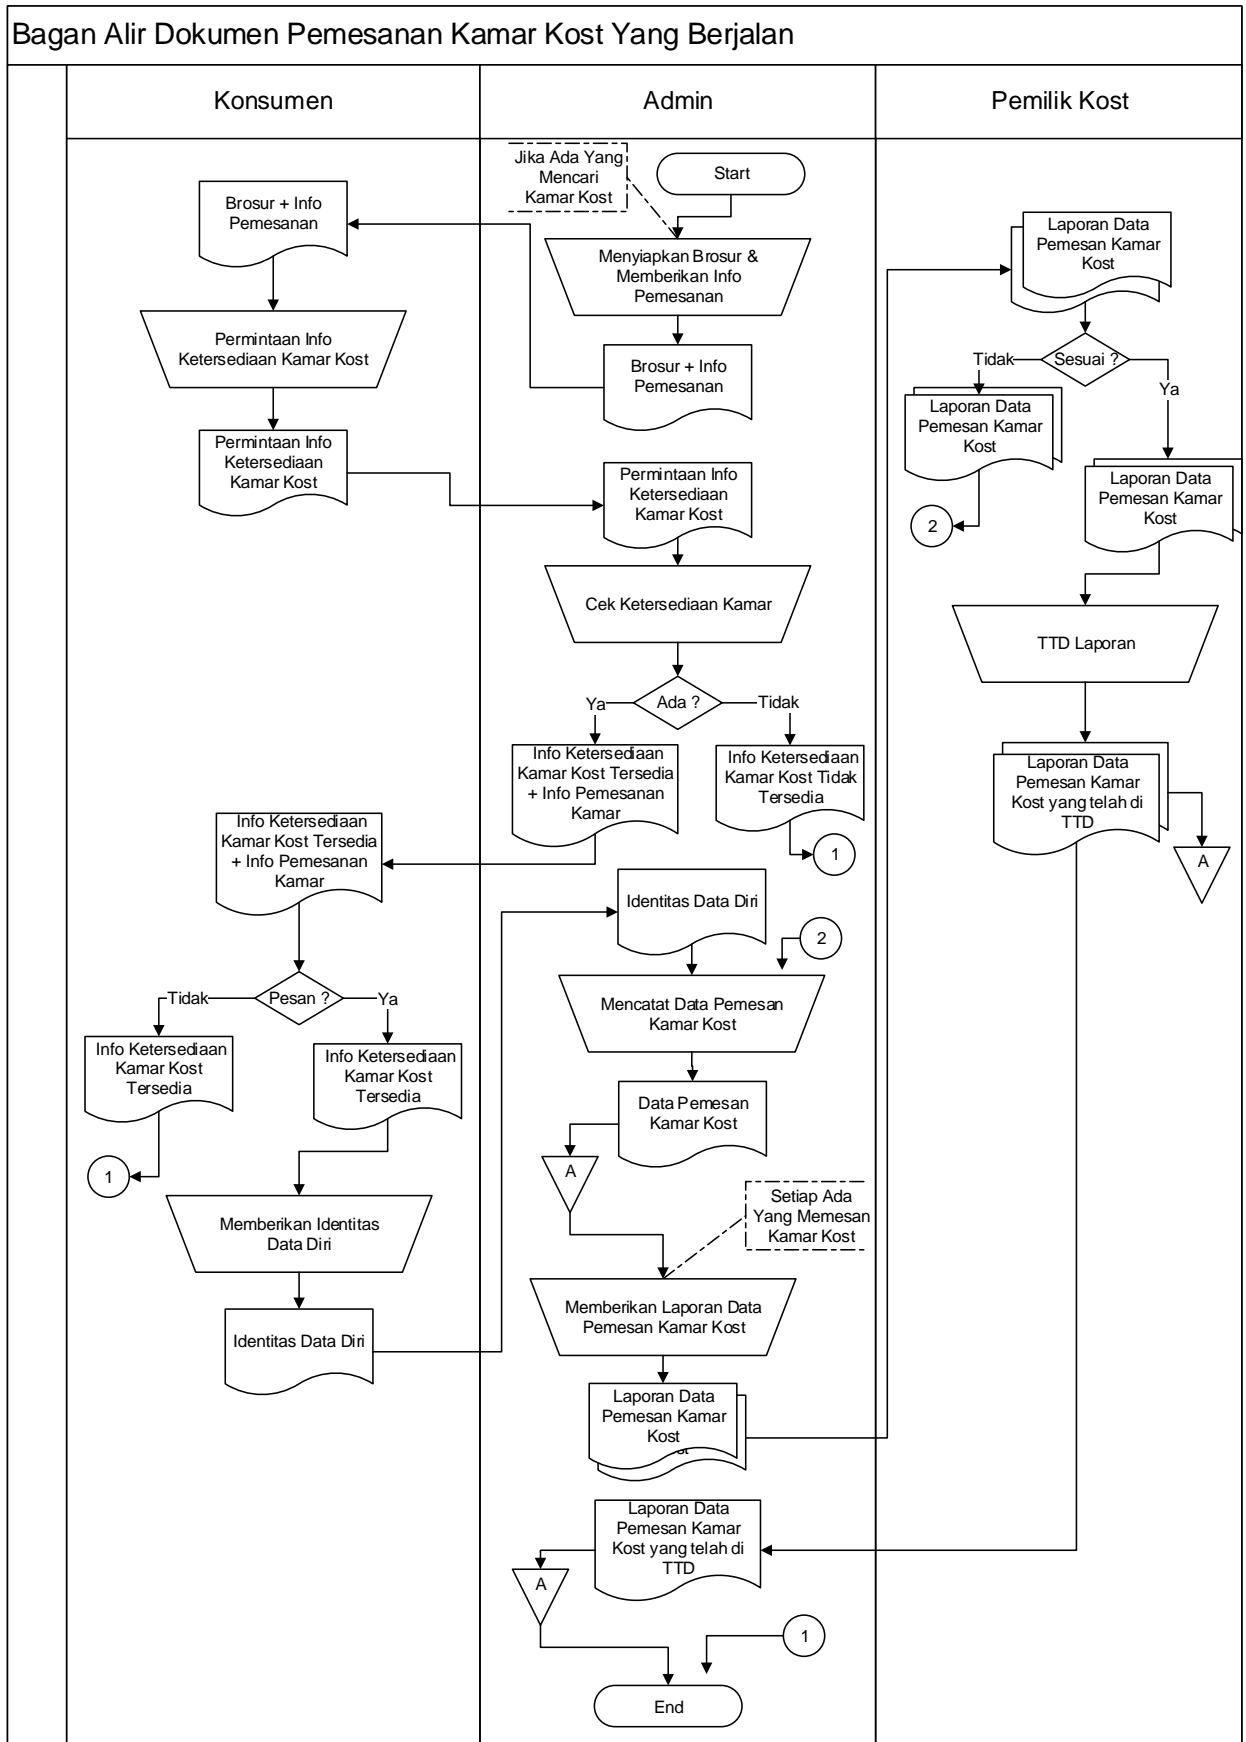 Bagan Alir Dokumen Pemesanan Kamar Kost Yang Berjalan
Konsumen
Admin
Pemilik Kost
Brosur + Info
Pemesanan
Permintaan Info
Ketersediaan Kamar Kost
Permintaan Info
Ketersediaan
Kamar Kost
Info Ketersediaan
Kamar Kost Tersedia
+ Info Pemesanan
Kamar
Pesan ?
Tidak
Ya
Info Ketersediaan
Kamar Kost
Tersedia
Info Ketersediaan
Kamar Kost
Tersedia
1
Memberikan Identitas
Data Diri
Identitas Data Diri
Jika Ada Yang
Mencari
Kamar Kost
Start
Menyiapkan Brosur &
Memberikan Info
Pemesanan
Brosur + Info
Pemesanan
Permintaan Info
Ketersediaan
Kamar Kost
Cek Ketersediaan Kamar
Ada ?
Ya
Tidak
Info Ketersediaan
Kamar Kost Tersedia
+ Info Pemesanan
Kamar
Info Ketersediaan
Kamar Kost Tidak
Tersedia
1
Identitas Data Diri
2
Mencatat Data Pemesan
Kamar Kost
Data Pemesan
Kamar Kost
A
Setiap Ada
Yang Memesan
Kamar Kost
Memberikan Laporan Data
Pemesan Kamar Kost
Laporan Data
Pemesan Kamar
Kost
Laporan Data
Pemesan Kamar
Kost yang telah di
TTD
A
1
End
Laporan Data
Pemesan Kamar
Kost
Sesuai ?
Tidak
Ya
Laporan Data
Pemesan Kamar
Kost
2
Laporan Data
Pemesan Kamar
Kost
TTD Laporan
Laporan Data
Pemesan Kamar
Kost yang telah di
TTD
A